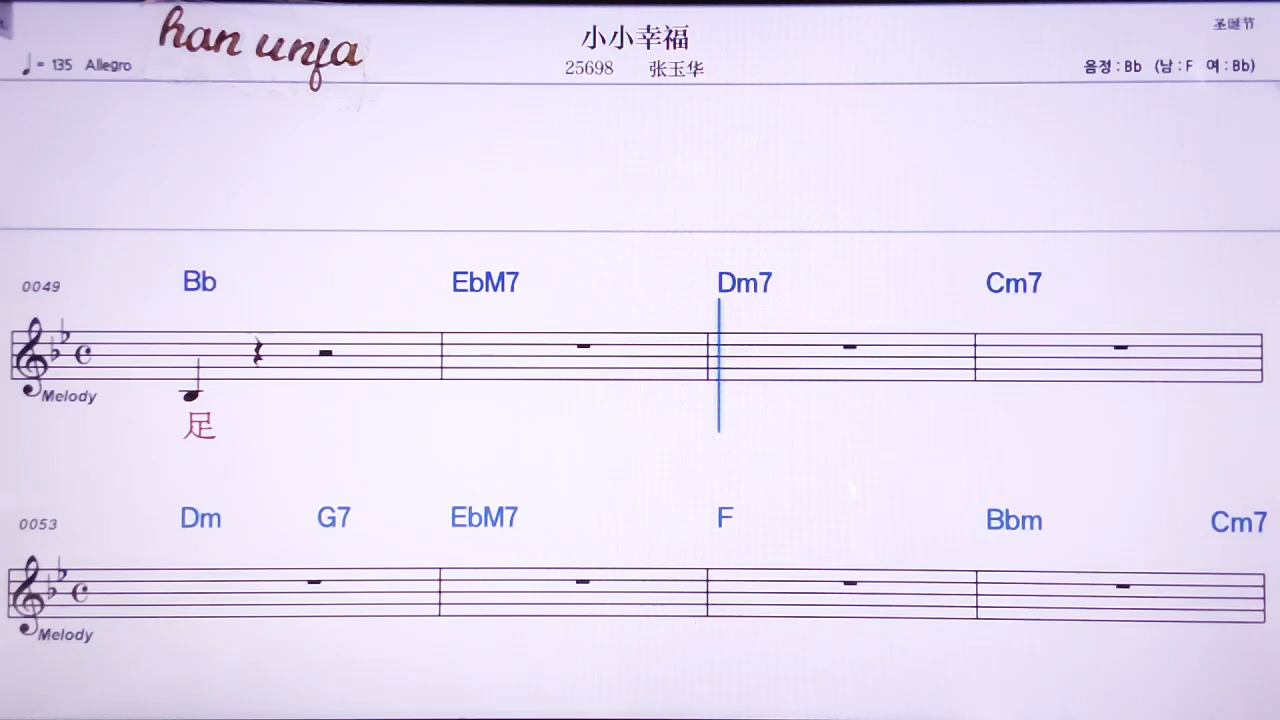 han unja
小小幸福
圣诞节
♩= 135 Allegro
25698 张玉华
음정 : Bb (남 : F 여 : Bb)
0049 Bb EbM7 Dm7 Cm7
Melody
足
0053 Dm G7 EbM7 F Bbm Cm7
Melody